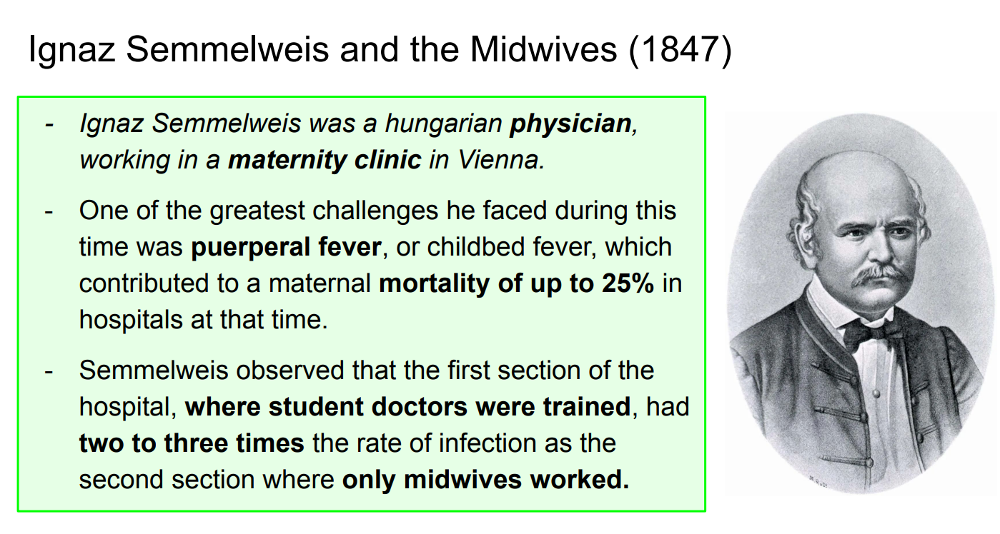 Ignaz Semmelweis and the Midwives (1847)
- Ignaz Semmelweis was a hungarian physician,
working in a maternity clinic in Vienna.
- One of the greatest challenges he faced during this
time was puerperal fever, or childbed fever, which
contributed to a maternal mortality of up to 25% in
hospitals at that time.
- Semmelweis observed that the first section of the
hospital, where student doctors were trained, had
two to three times the rate of infection as the
second section where only midwives worked.